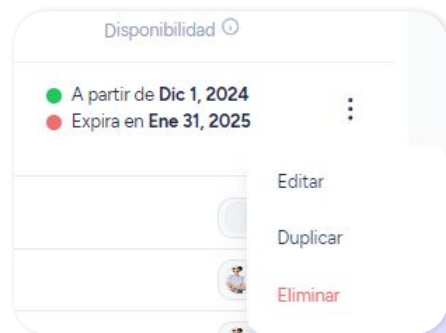 Disponibilidad
A partir de Dic 1, 2024
Expira en Ene 31, 2025
Editar
Duplicar
Eliminar